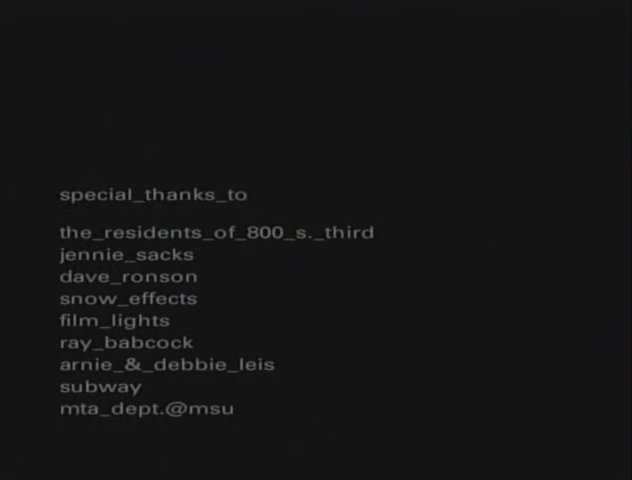 special_thanks_to
the_residents_of_800_s._third
jennie_sacks
dave_ronson
snow_effects
film_lights
ray_babcock
arnie_&_debbie_leis
subway
mta_dept.@msu